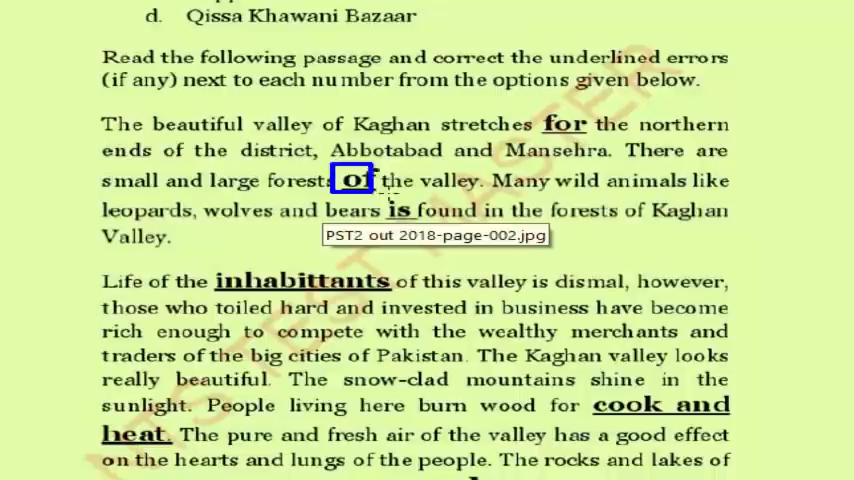 d. Qissa Khawani Bazaar
Read the following passage and correct the underlined errors
(if any) next to each number from the options given below.
The beautiful valley of Kaghan stretches for the northern
ends of the district, Abbotabad and Mansehra. There are
small and large forests of the valley. Many wild animals like
leopards, wolves and bears is found in the forests of Kaghan
Valley.
PST2 out 2018-page-002.jpg
Life of the inhabittants of this valley is dismal, however,
those who toiled hard and invested in business have become
rich enough to compete with the wealthy merchants and
traders of the big cities of Pakistan. The Kaghan valley looks
really beautiful. The snow-clad mountains shine in the
sunlight. People living here burn wood for cook and
heat. The pure and fresh air of the valley has a good effect
on the hearts and lungs of the people. The rocks and lakes of